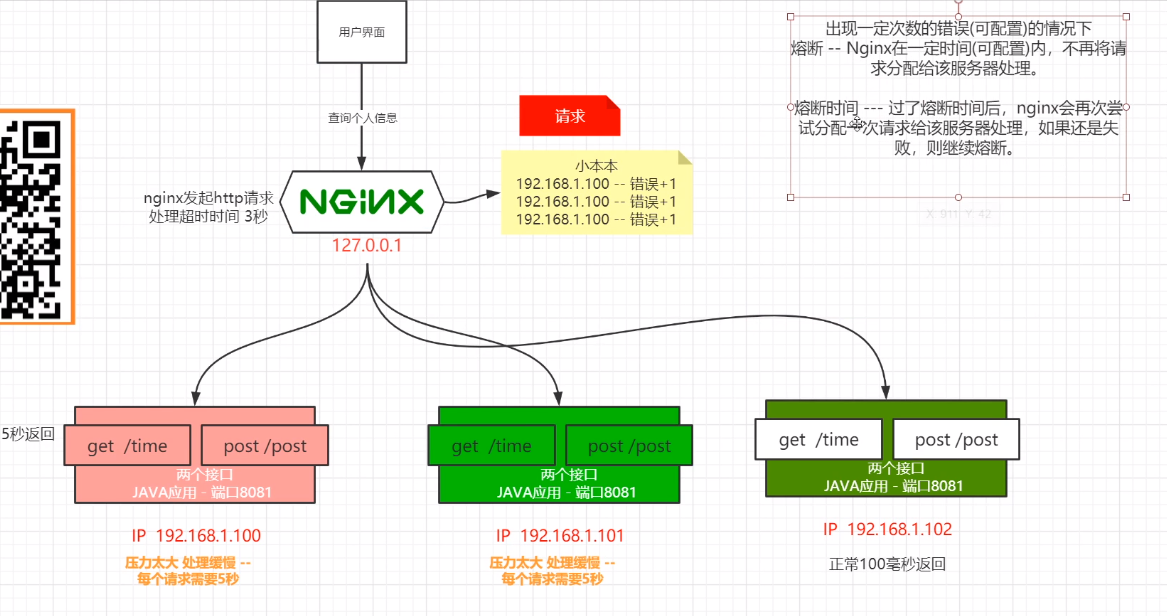 用户界面
出现一定次数的错误(可配置)的情况下
熔断 -- Nginx在一定时间(可配置)内，不再将请
求分配给该服务器处理。
熔断时间 --- 过了熔断时间后，nginx会再次尝
试分配一次请求给该服务器处理，如果还是失
败，则继续熔断。
X 911 Y 42
请求
查询个人信息
小本本
192.168.1.100 -- 错误+1
192.168.1.100 -- 错误+1
192.168.1.100 -- 错误+1
nginx发起http请求
处理超时时间 3秒
NGiNX
127.0.0.1
5秒返回
get /time
post /post
两个接口
JAVA应用 - 端口8081
IP 192.168.1.100
压力太大 处理缓慢 --
每个请求需要5秒
get /time
post /post
两个接口
JAVA应用 - 端口8081
IP 192.168.1.101
压力太大 处理缓慢 --
每个请求需要5秒
get /time
post /post
两个接口
JAVA应用 - 端口8081
IP 192.168.1.102
正常100毫秒返回